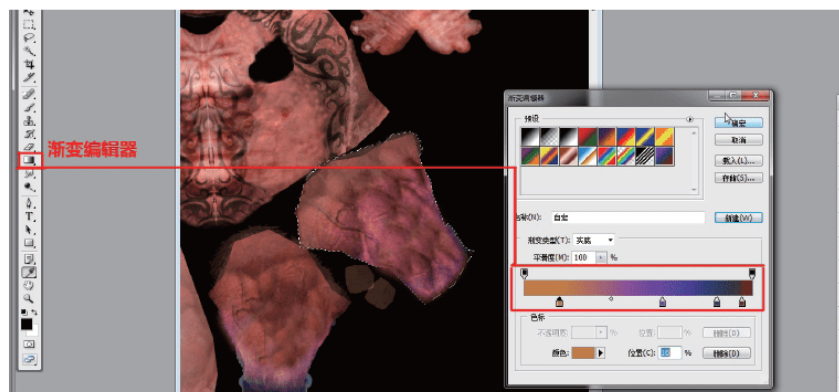 渐变编辑器
渐变编辑器
预设
确定
取消
载入(L)...
存储(S)...
名称(N): 自定
新建(W)
渐变类型(T): 实底
平滑度(M): 100 %
色标
不透明度: % 位置: % 删除(D)
颜色: 位置(C): % 删除(D)
T